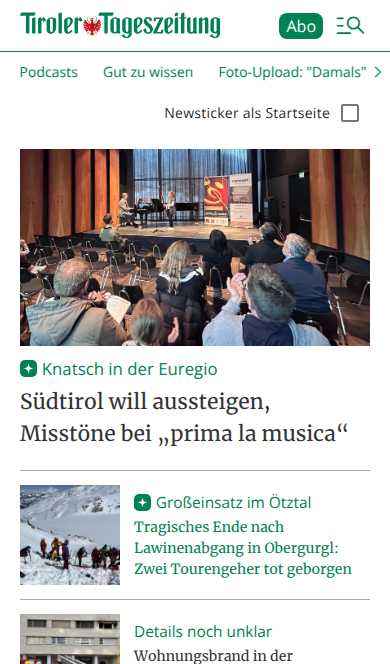 Tiroler Tageszeitung
Abo
Podcasts Gut zu wissen Foto-Upload: "Damals"
Newsticker als Startseite
Knatsch in der Euregio
Südtirol will aussteigen,
Misstöne bei „prima la musica“
Großeinsatz im Ötztal
Tragisches Ende nach
Lawinenabgang in Obergurgl:
Zwei Tourengeher tot geborgen
Details noch unklar
Wohnungsbrand in der